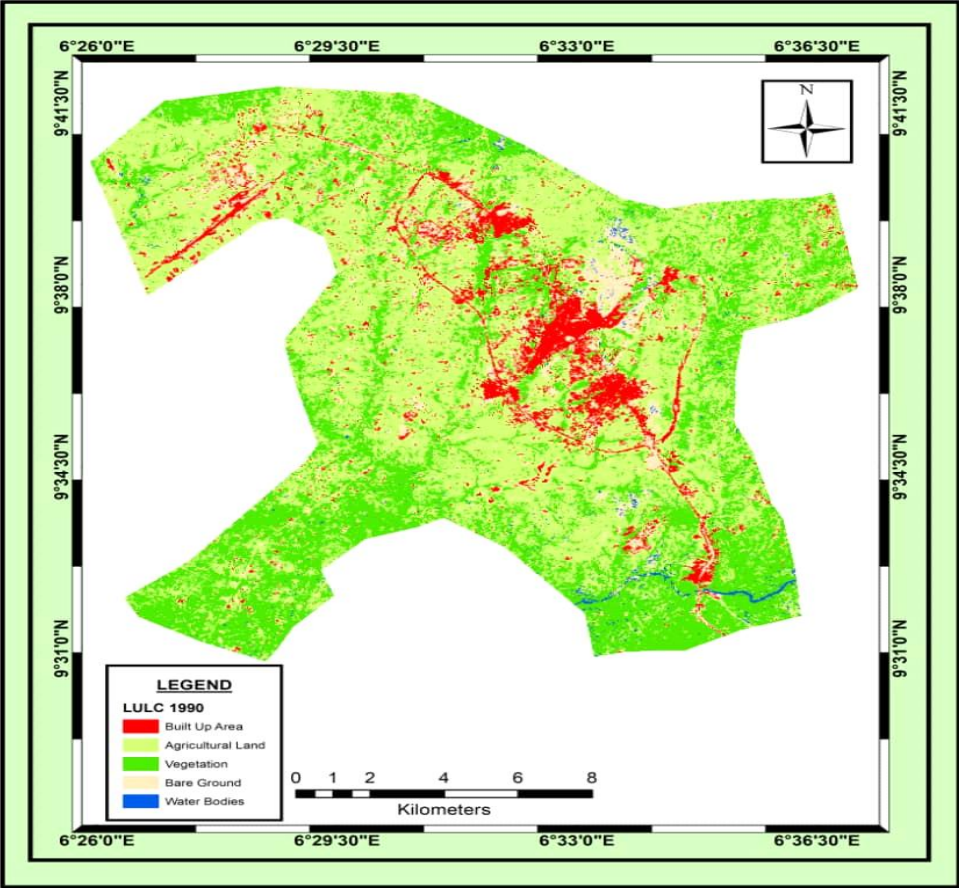 6°26'0"E 6°29'30"E 6°33'0"E 6°36'30"E
9°41'30"N 9°41'30"N
N
9°38'0"N 9°38'0"N
9°34'30"N 9°34'30"N
9°31'0"N 9°31'0"N
LEGEND
LULC 1990
Built Up Area
Agricultural Land
Vegetation
Bare Ground
Water Bodies
0 1 2 4 6 8
Kilometers
6°26'0"E 6°29'30"E 6°33'0"E 6°36'30"E